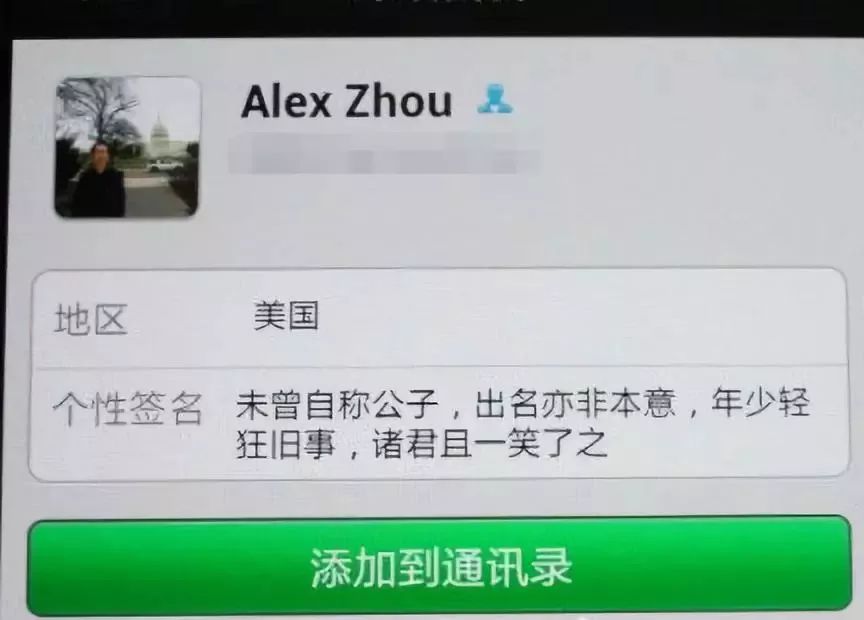 Alex Zhou
地区 美国
个性签名 未曾自称公子，出名亦非本意，年少轻
狂旧事，诸君且一笑了之
添加到通讯录